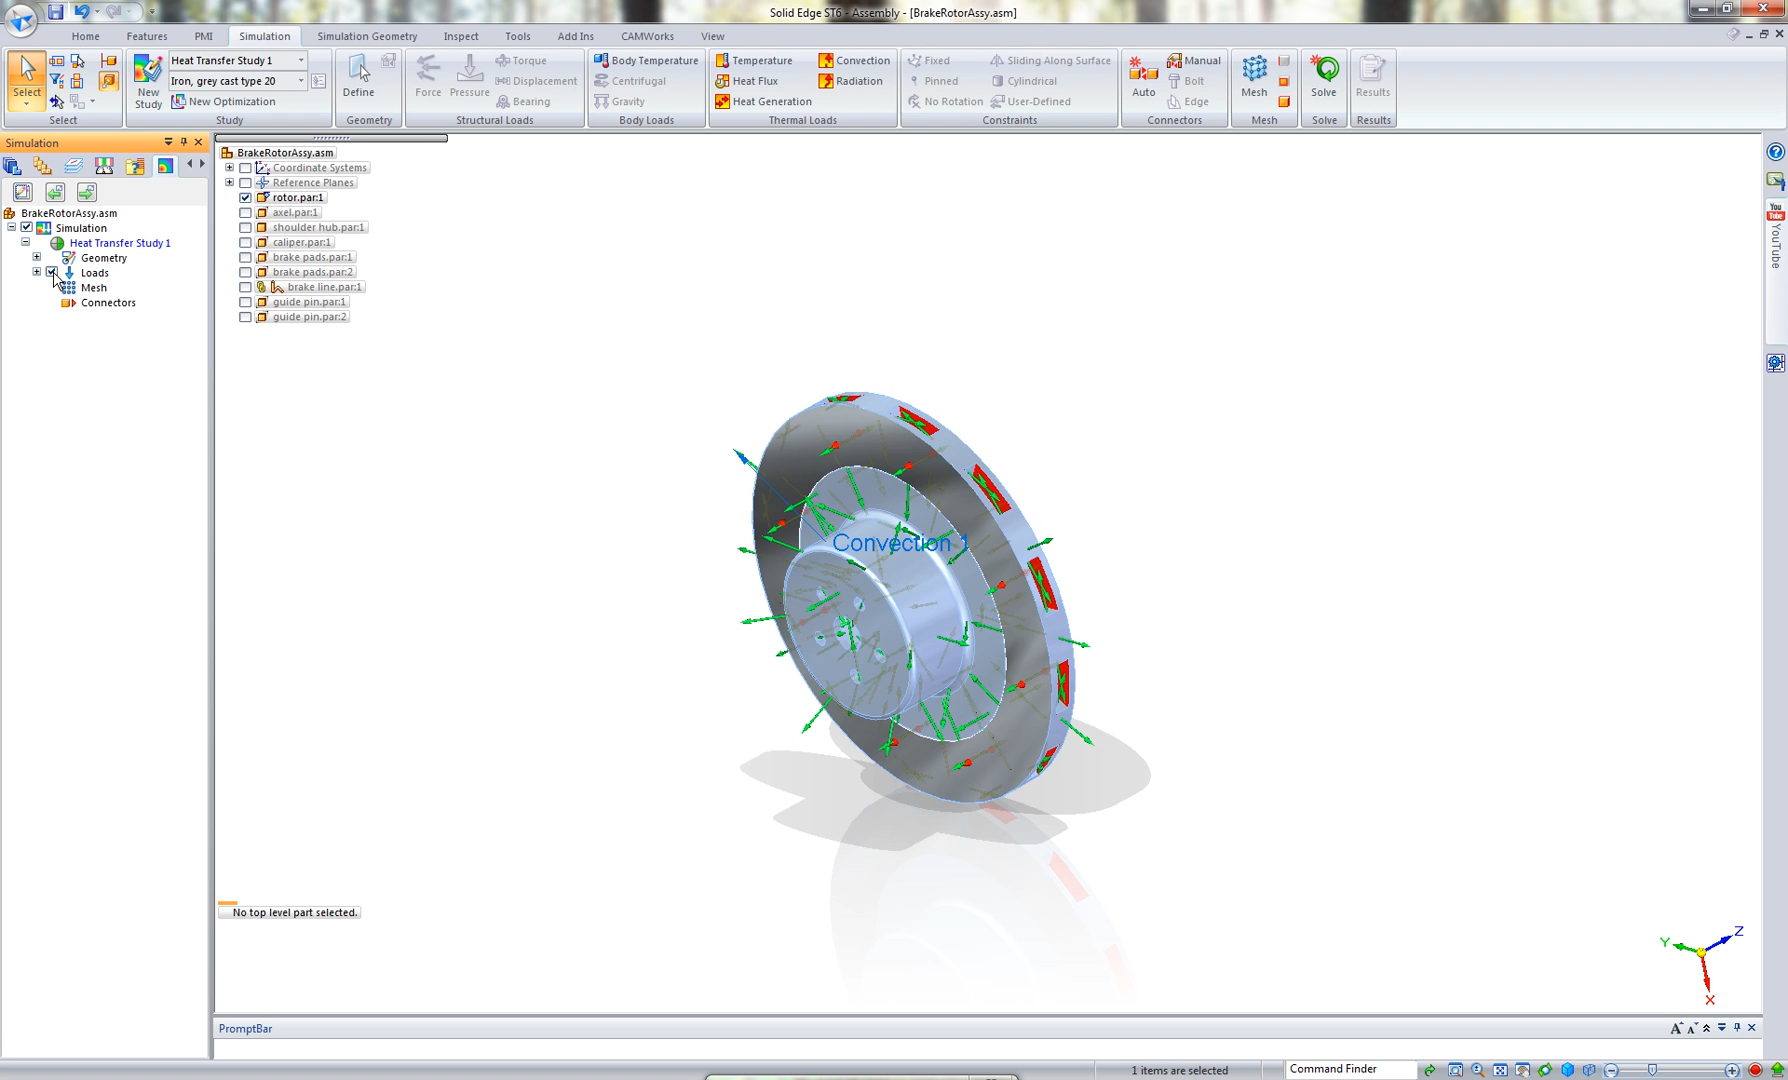 Solid Edge ST6 - Assembly - [BrakeRotorAssy.asm]
Home Features PMI Simulation Simulation Geometry Inspect Tools Add Ins CAMWorks View
Select
Select
New Study
Heat Transfer Study 1
Iron, grey cast type 20
New Optimization
Study
Define
Geometry
Force Pressure
Torque
Displacement
Bearing
Structural Loads
Body Temperature
Centrifugal
Gravity
Body Loads
Temperature Convection
Heat Flux Radiation
Heat Generation
Thermal Loads
Fixed Sliding Along Surface
Pinned Cylindrical
No Rotation User-Defined
Constraints
Auto
Manual
Bolt
Edge
Connectors
Mesh
Mesh
Solve
Solve
Results
Results
Simulation
BrakeRotorAssy.asm
Simulation
Heat Transfer Study 1
Geometry
Loads
Mesh
Connectors
BrakeRotorAssy.asm
Coordinate Systems
Reference Planes
rotor.par:1
axel.par:1
shoulder hub.par:1
caliper.par:1
brake pads.par:1
brake pads.par:2
brake line.par:1
guide pin.par:1
guide pin.par:2
Convection 1
No top level part selected.
You
Tube
YouTube
Y
Z
X
PromptBar
1 items are selected
Command Finder